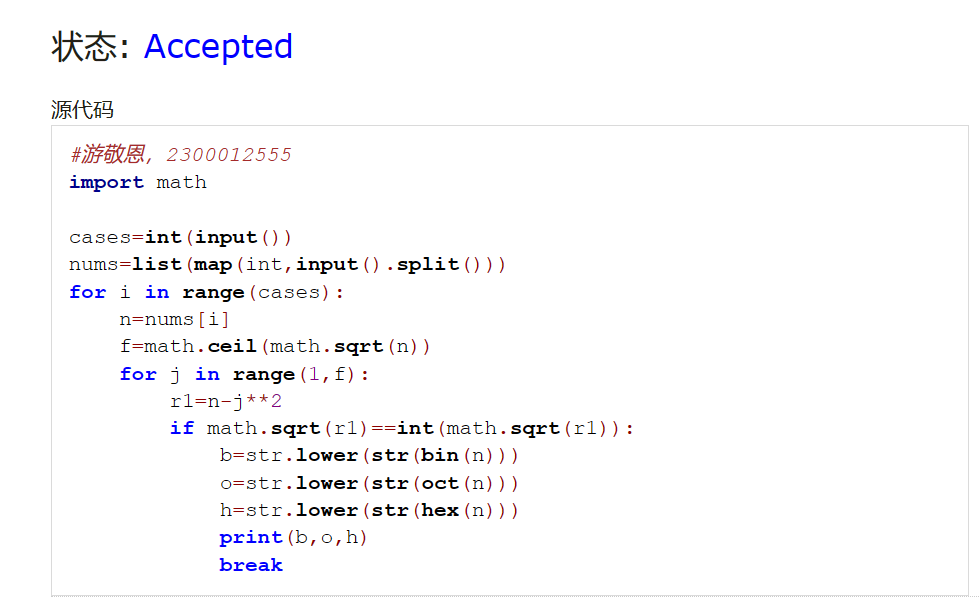 状态: Accepted
源代码
#游敬恩，2300012555
import math

cases=int(input())
nums=list(map(int,input().split()))
for i in range(cases):
    n=nums[i]
    f=math.ceil(math.sqrt(n))
    for j in range(1,f):
        r1=n-j**2
        if math.sqrt(r1)==int(math.sqrt(r1)):
            b=str.lower(str(bin(n)))
            o=str.lower(str(oct(n)))
            h=str.lower(str(hex(n)))
            print(b,o,h)
            break